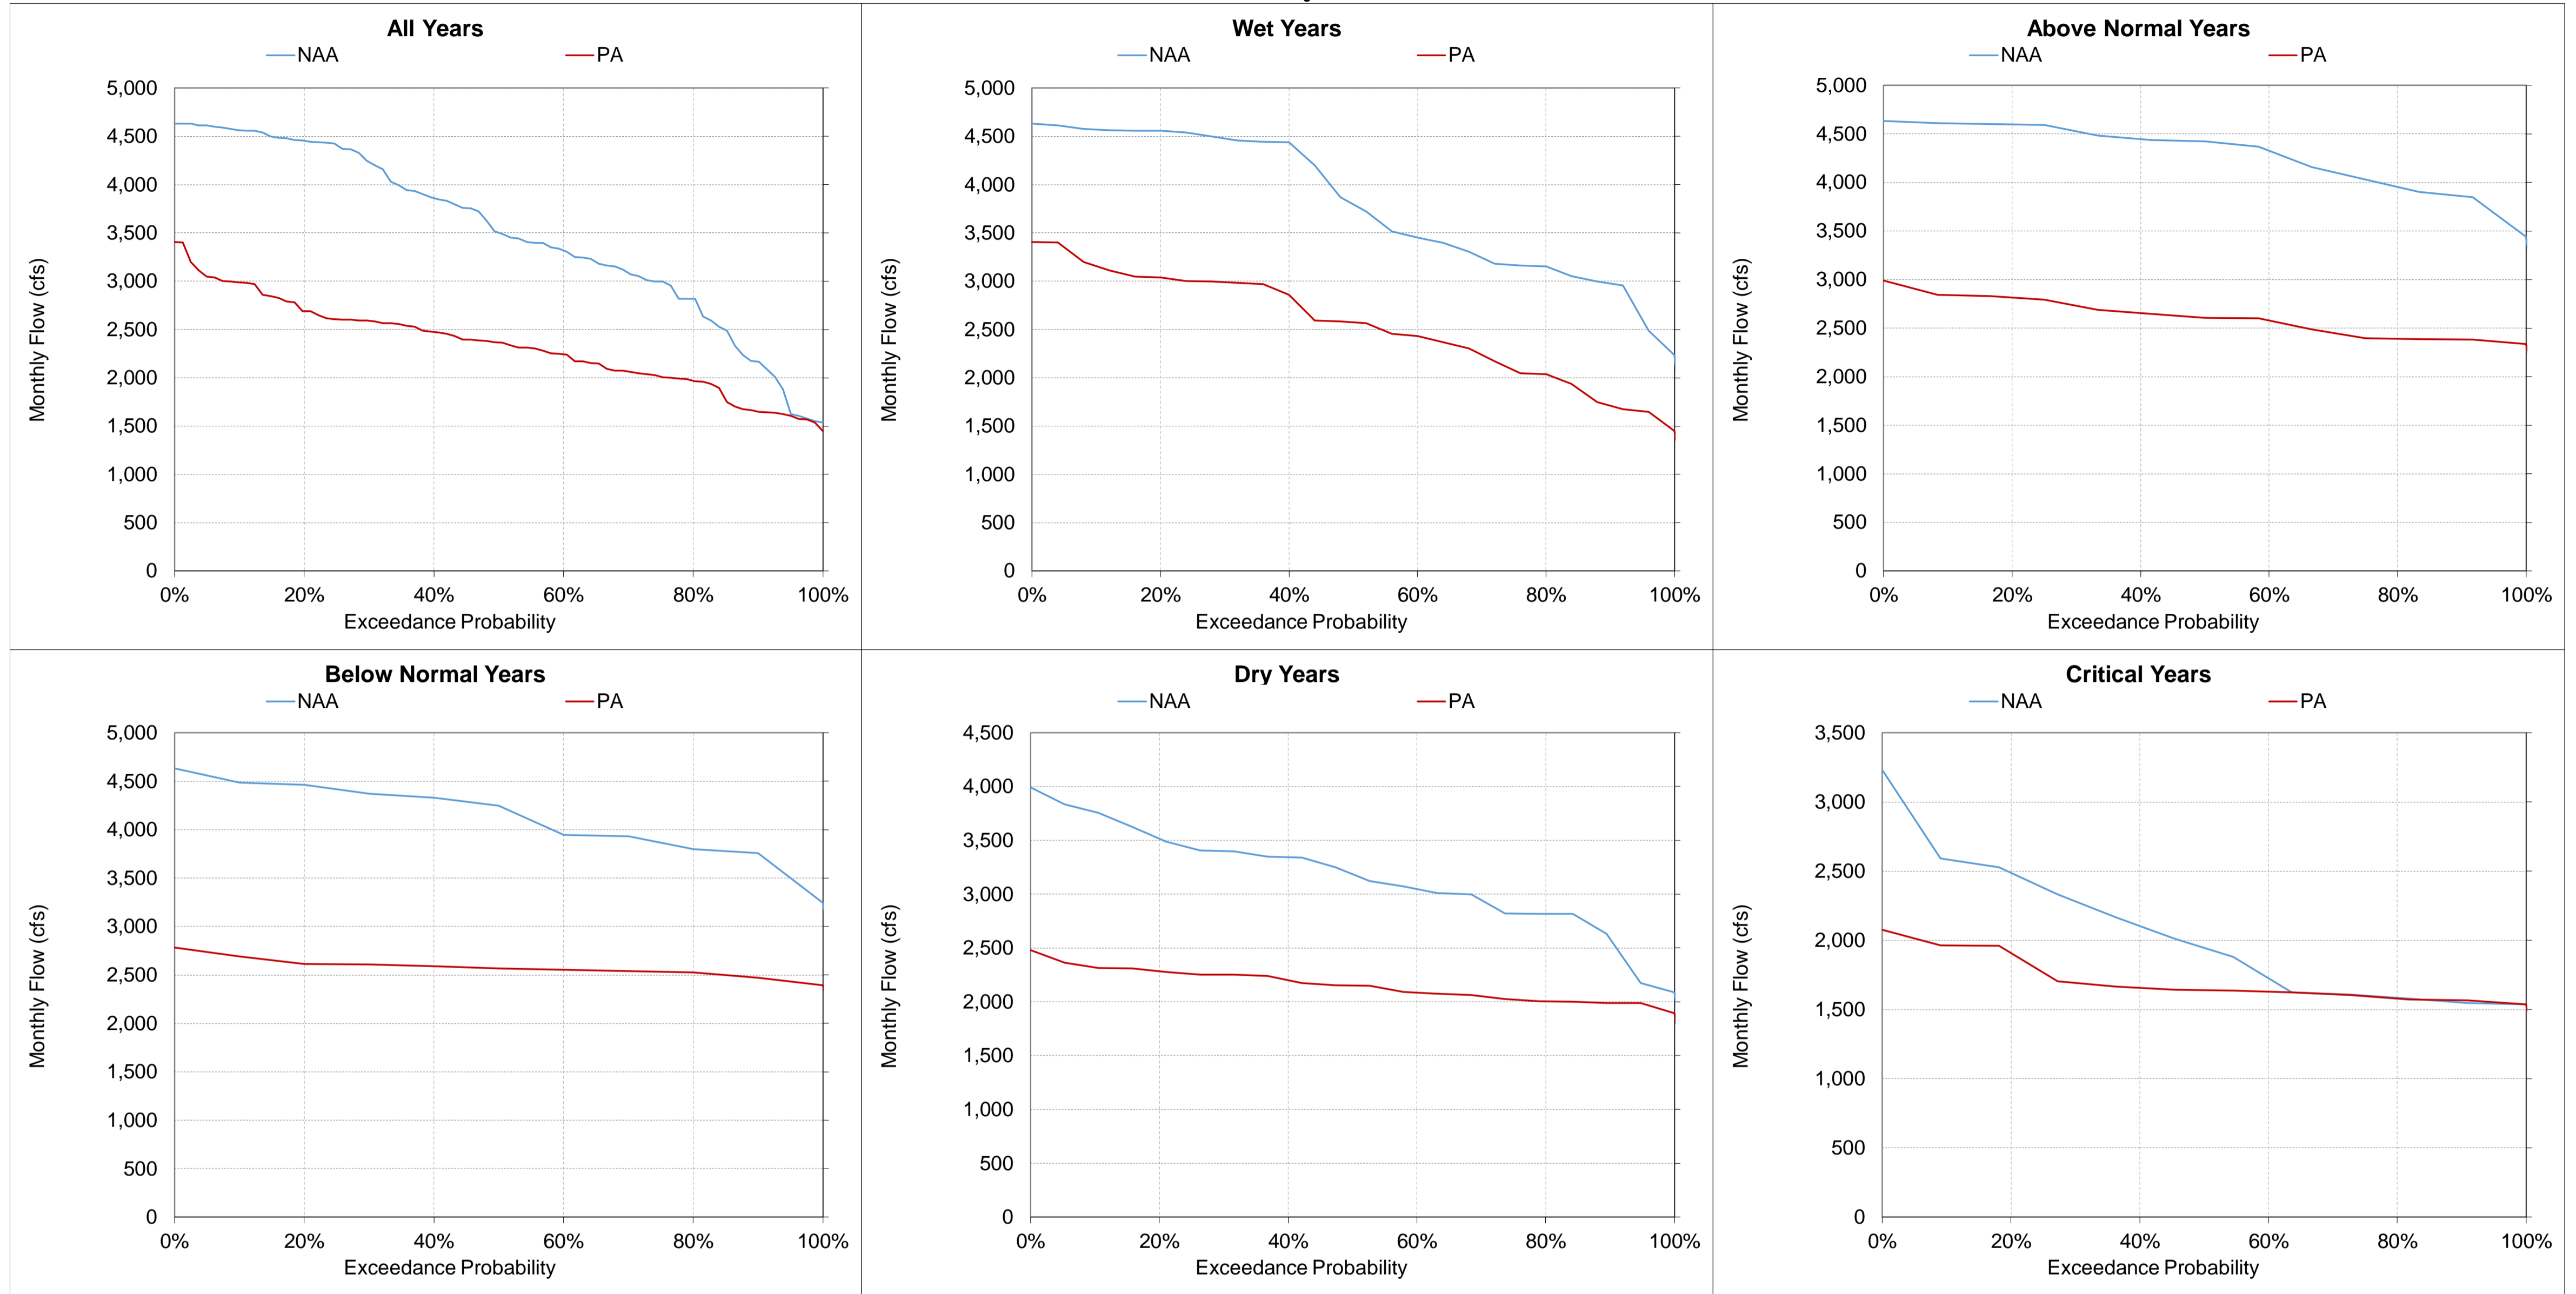 All Years
NAA PA
5,000
4,500
4,000
3,500
3,000
2,500
2,000
1,500
1,000
500
0
0% 20% 40% 60% 80% 100%
Monthly Flow (cfs)
Exceedance Probability
Wet Years
NAA PA
5,000
4,500
4,000
3,500
3,000
2,500
2,000
1,500
1,000
500
0
0% 20% 40% 60% 80% 100%
Monthly Flow (cfs)
Exceedance Probability
Above Normal Years
NAA PA
5,000
4,500
4,000
3,500
3,000
2,500
2,000
1,500
1,000
500
0
0% 20% 40% 60% 80% 100%
Monthly Flow (cfs)
Exceedance Probability
Below Normal Years
NAA PA
5,000
4,500
4,000
3,500
3,000
2,500
2,000
1,500
1,000
500
0
0% 20% 40% 60% 80% 100%
Monthly Flow (cfs)
Exceedance Probability
Dry Years
NAA PA
4,500
4,000
3,500
3,000
2,500
2,000
1,500
1,000
500
0
0% 20% 40% 60% 80% 100%
Monthly Flow (cfs)
Exceedance Probability
Critical Years
NAA PA
3,500
3,000
2,500
2,000
1,500
1,000
500
0
0% 20% 40% 60% 80% 100%
Monthly Flow (cfs)
Exceedance Probability